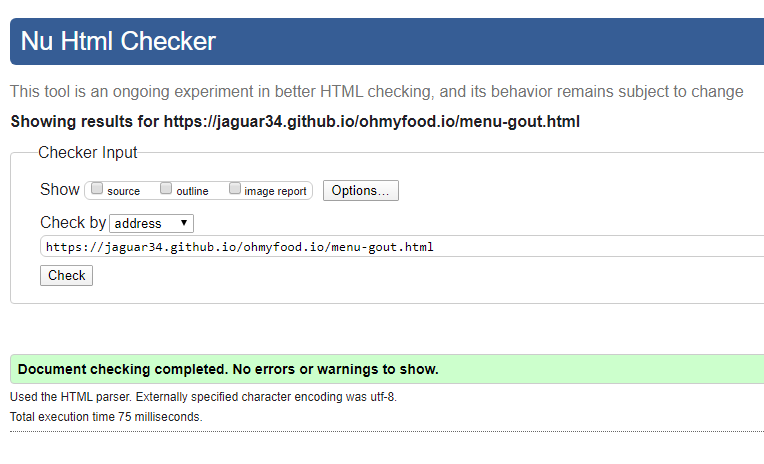 Nu Html Checker
This tool is an ongoing experiment in better HTML checking, and its behavior remains subject to change
Showing results for https://jaguar34.github.io/ohmyfood.io/menu-gout.html
Checker Input
Show source outline image report Options...
Check by address
https://jaguar34.github.io/ohmyfood.io/menu-gout.html
Check
Document checking completed. No errors or warnings to show.
Used the HTML parser. Externally specified character encoding was utf-8.
Total execution time 75 milliseconds.